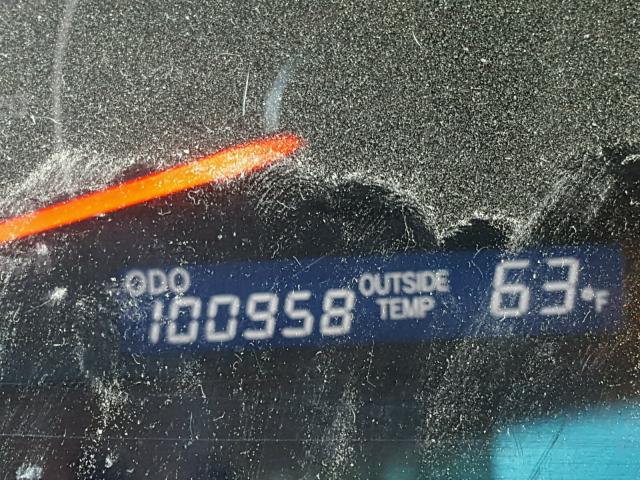 ODO
100958
OUTSIDE
TEMP
63°F